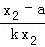 x₂ − a
k x₂